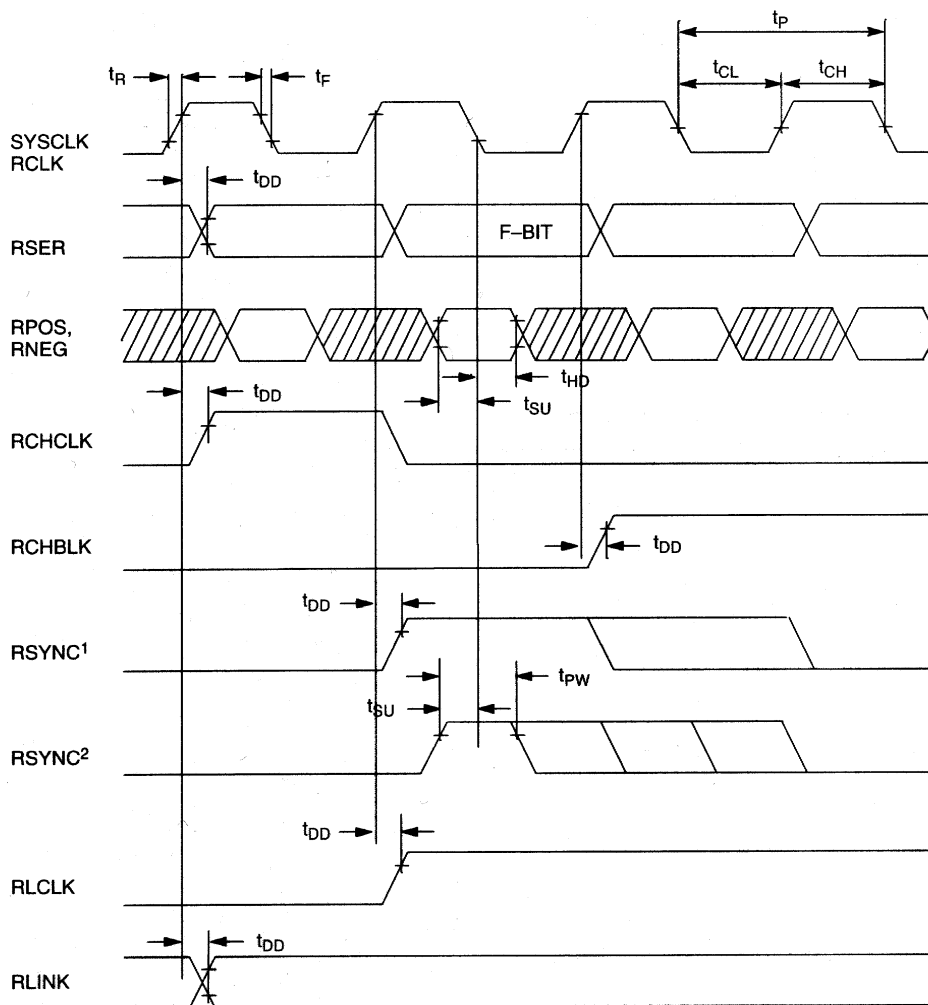 tP
tR
tF
tCL
tCH
SYSCLK
RCLK
tDD
RSER
F–BIT
RPOS,
RNEG
tHD
tDD
tSU
RCHCLK
RCHBLK
tDD
tDD
RSYNC¹
tPW
tSU
RSYNC²
tDD
RLCLK
tDD
RLINK